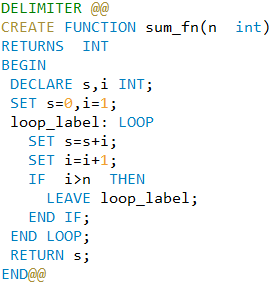 DELIMITER @@
CREATE FUNCTION sum_fn(n  int)
RETURNS  INT
BEGIN
 DECLARE s,i INT;
 SET s=0,i=1;
 loop_label: LOOP
   SET s=s+i;
   SET i=i+1;
   IF  i>n  THEN
     LEAVE loop_label;
   END IF;
 END LOOP;
 RETURN s;
END@@